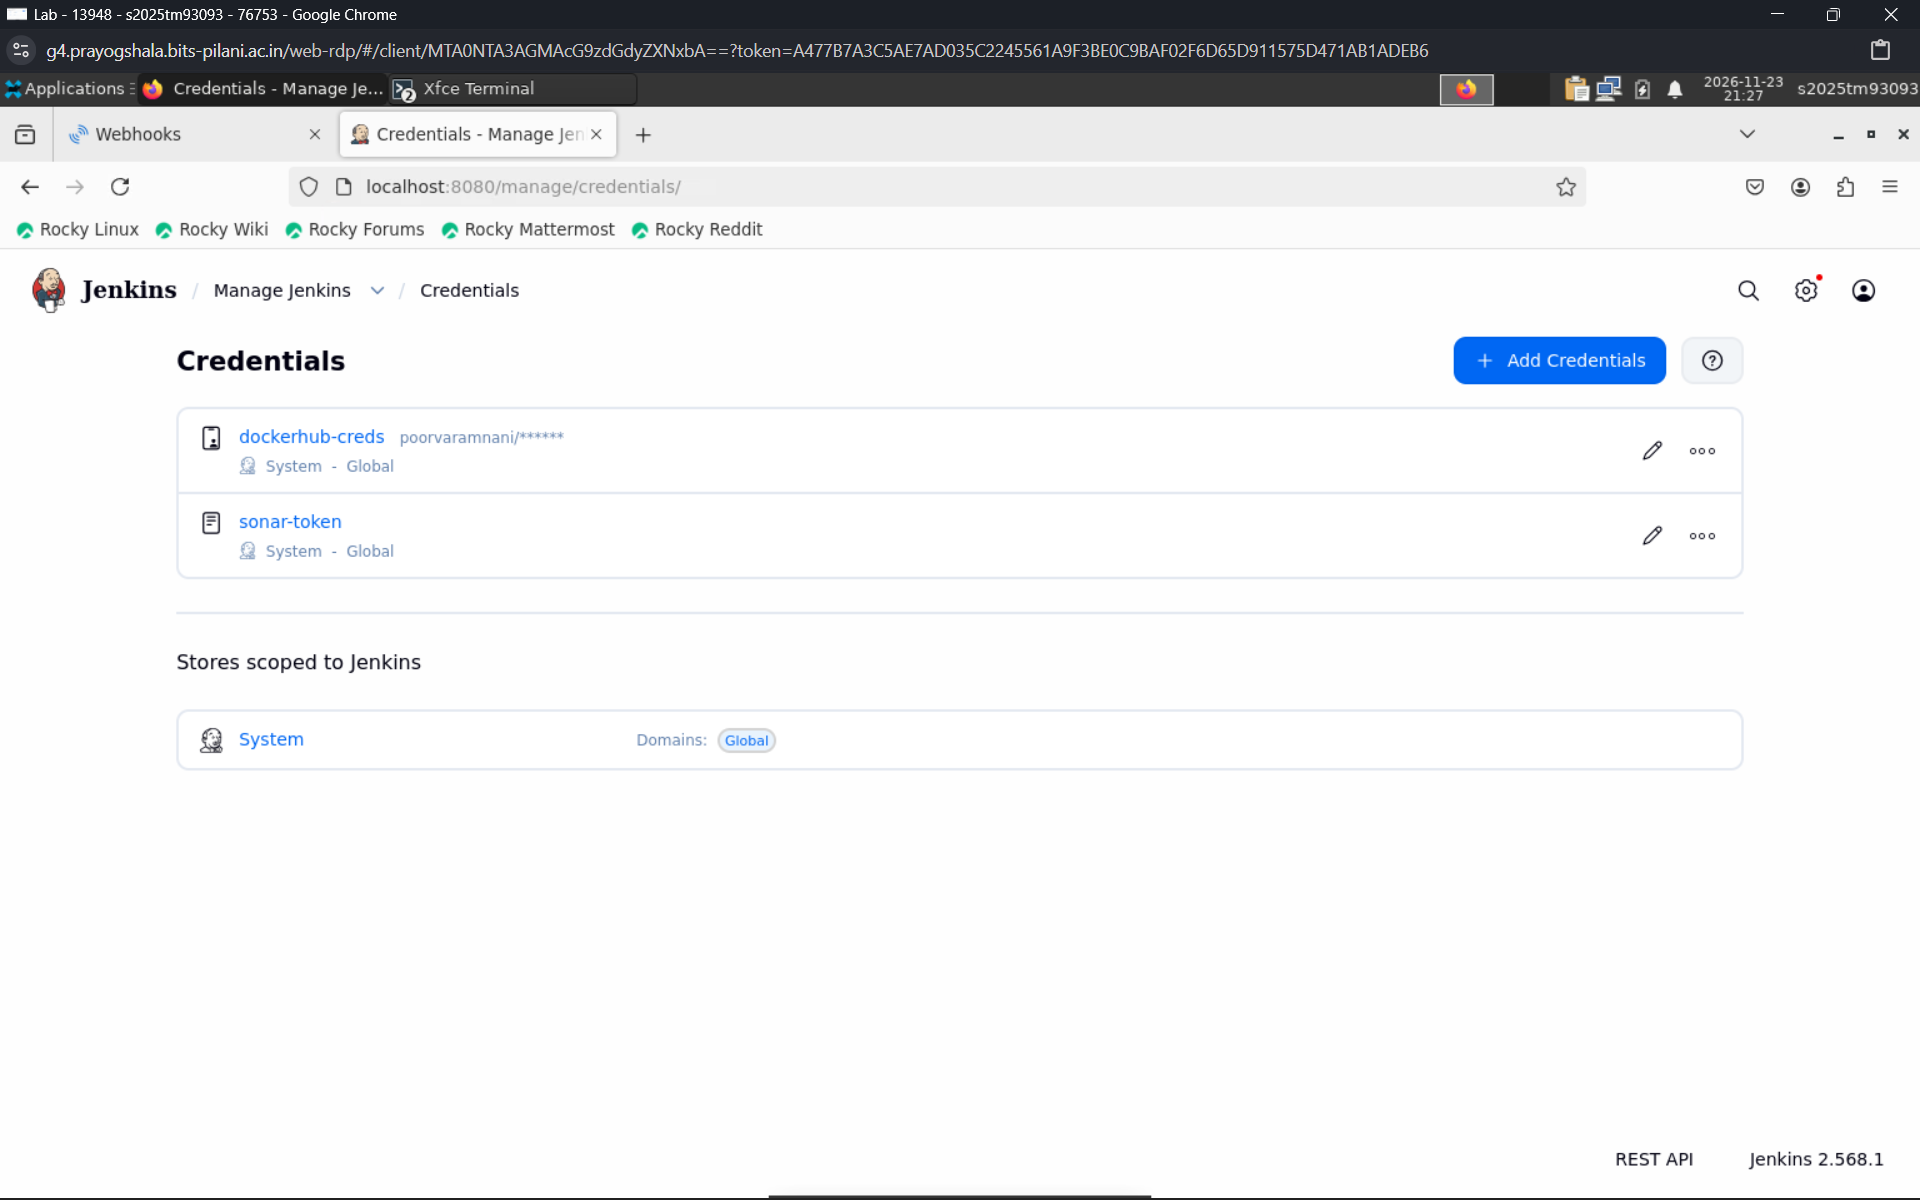 Lab - 13948 - s2025tm93093 - 76753 - Google Chrome
g4.prayogshala.bits-pilani.ac.in/web-rdp/#/client/MTA0NTA3AGMAcG9zdGdyZXNxbA==?token=A477B7A3C5AE7AD035C2245561A9F3BE0C9BAF02F6D65D911575D471AB1ADEB6
Applications
Credentials - Manage Je...
2
Xfce Terminal
2026-11-23
21:27
s2025tm93093
Webhooks
Credentials - Manage Jen
localhost:8080/manage/credentials/
Rocky Linux
Rocky Wiki
Rocky Forums
Rocky Mattermost
Rocky Reddit
Jenkins / Manage Jenkins / Credentials
Credentials
+ Add Credentials
dockerhub-creds poorvaramnani/******
System - Global
sonar-token
System - Global
Stores scoped to Jenkins
System
Domains: Global
REST API
Jenkins 2.568.1